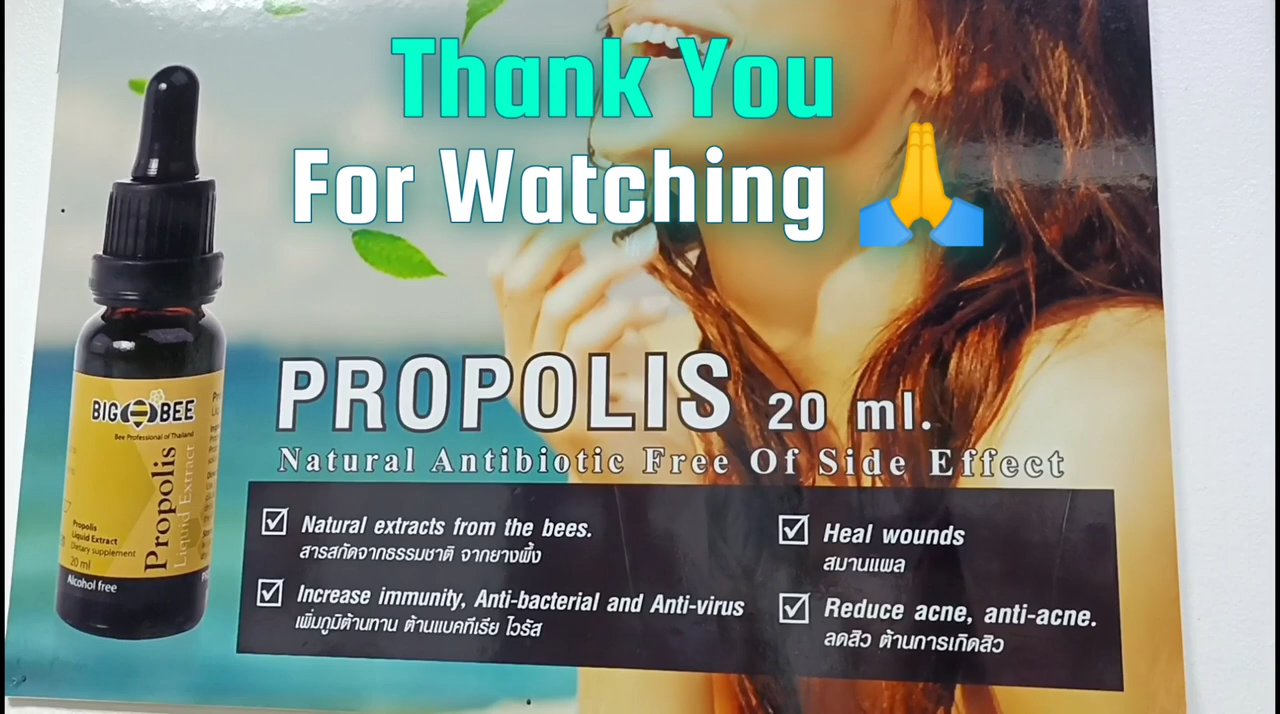 Thank You
For Watching 🙏
BIG BEE
Bee Professional of Thailand
Propolis
Liquid Extract
Propolis
Liquid Extract
Dietary supplement
20 ml
Alcohol free
PROPOLIS 20 ml.
Natural Antibiotic Free Of Side Effect
Natural extracts from the bees.
สารสกัดจากธรรมชาติ จากยางผึ้ง
Increase immunity, Anti-bacterial and Anti-virus
เพิ่มภูมิต้านทาน ต้านแบคทีเรีย ไวรัส
Heal wounds
สมานแผล
Reduce acne, anti-acne.
ลดสิว ต้านการเกิดสิว